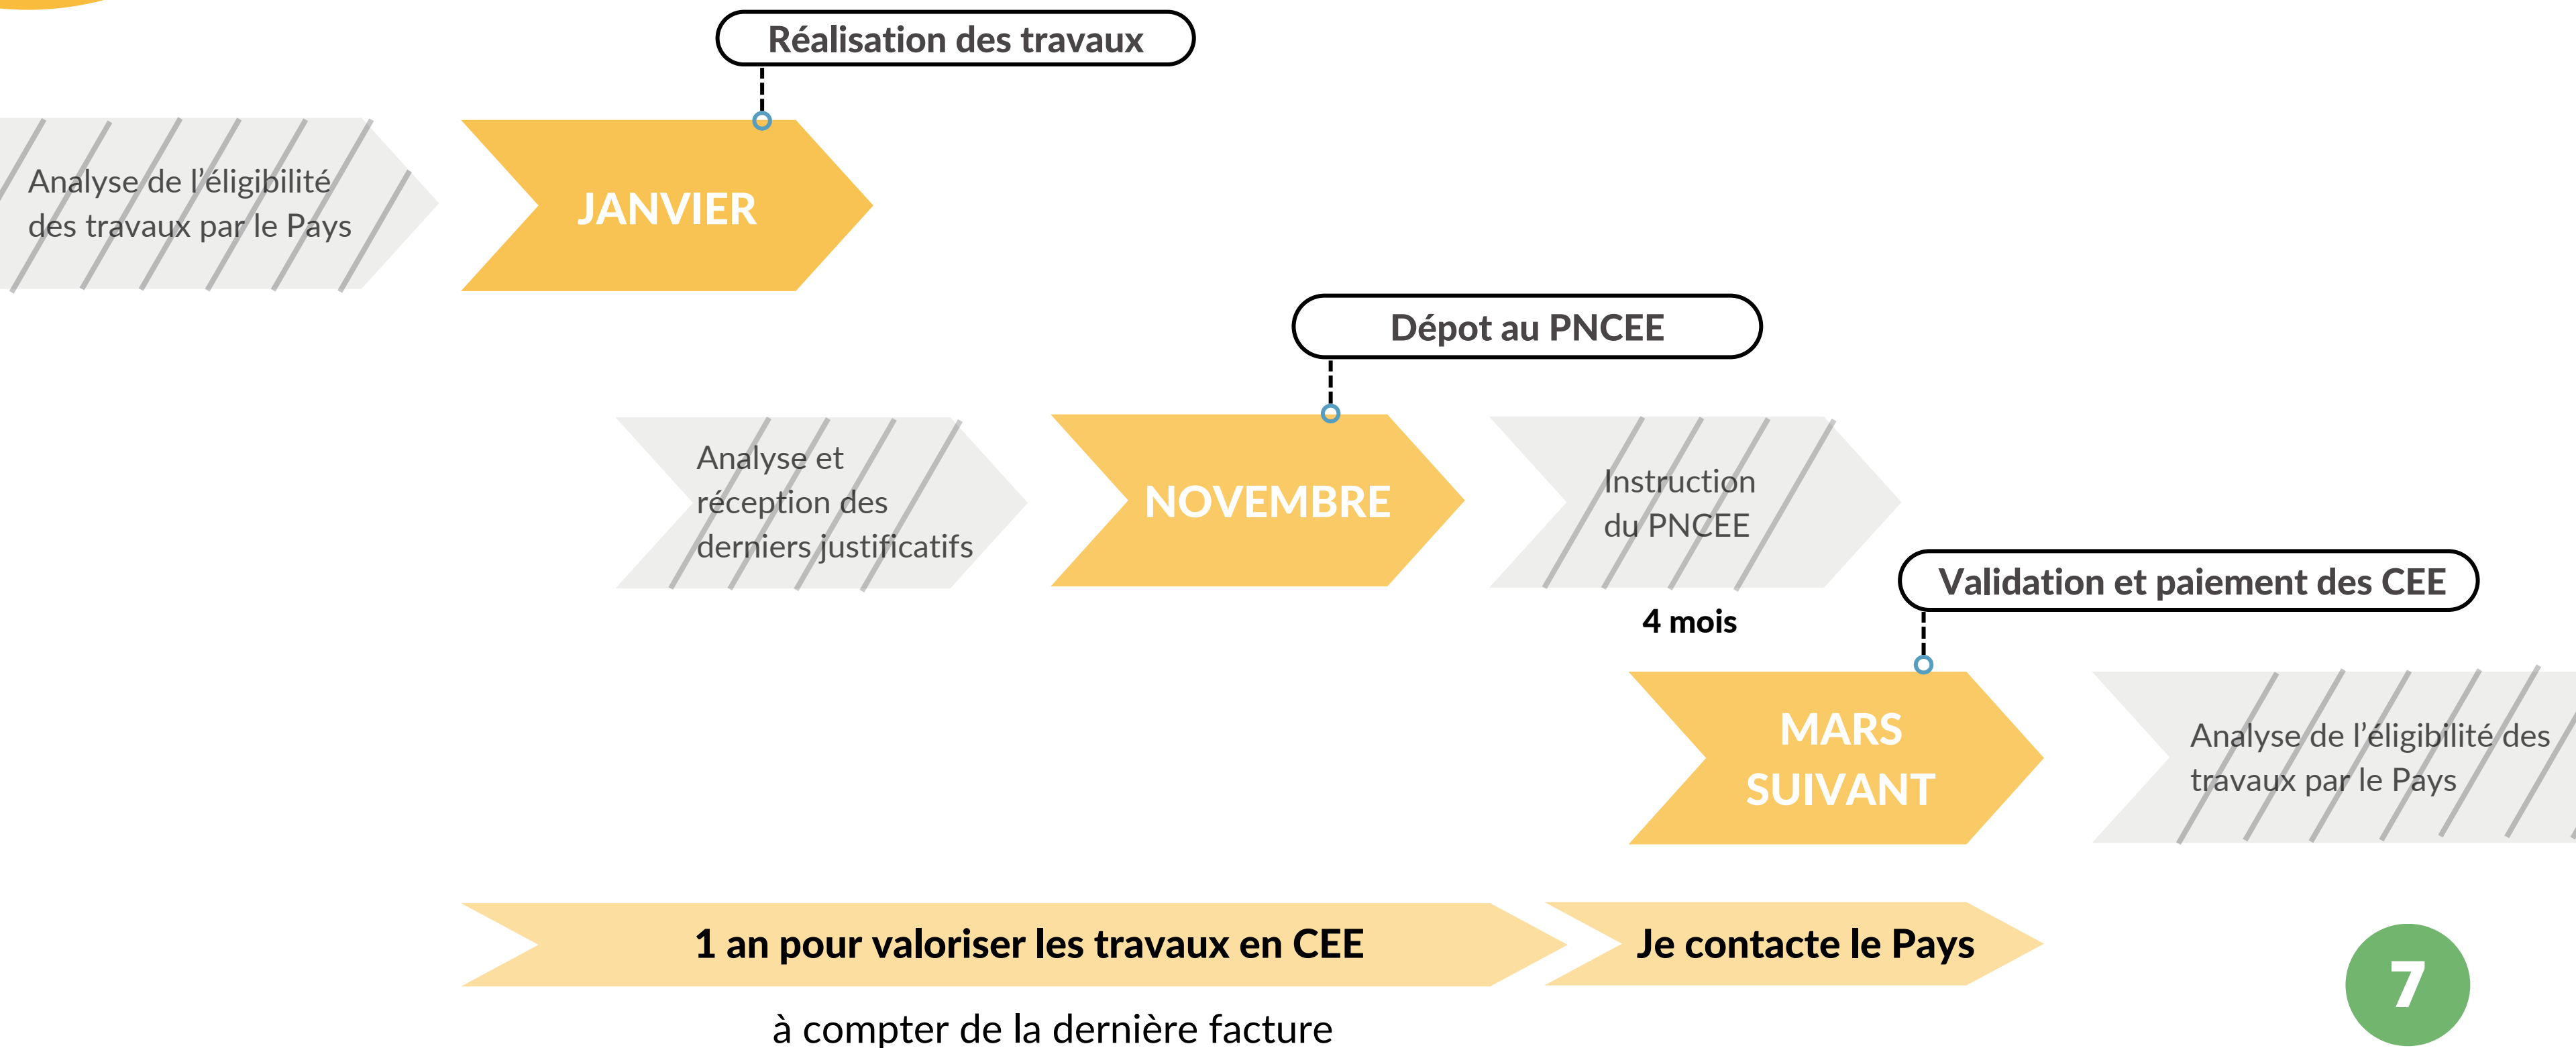 Réalisation des travaux
Analyse de l’éligibilité
des travaux par le Pays
JANVIER
Dépot au PNCEE
Analyse et
réception des
derniers justificatifs
NOVEMBRE
Instruction
du PNCEE
4 mois
Validation et paiement des CEE
MARS
SUIVANT
Analyse de l’éligibilité des
travaux par le Pays
1 an pour valoriser les travaux en CEE
Je contacte le Pays
à compter de la dernière facture
7